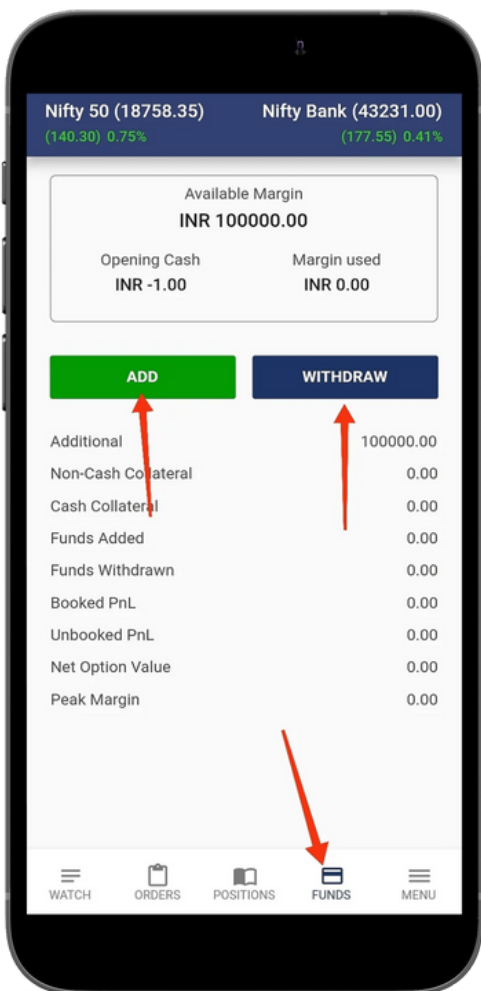 Nifty 50 (18758.35) Nifty Bank (43231.00)
(140.30) 0.75% (177.55) 0.41%
Available Margin
INR 100000.00
Opening Cash Margin used
INR -1.00 INR 0.00
ADD WITHDRAW
Additional 100000.00
Non-Cash Collateral 0.00
Cash Collateral 0.00
Funds Added 0.00
Funds Withdrawn 0.00
Booked PnL 0.00
Unbooked PnL 0.00
Net Option Value 0.00
Peak Margin 0.00
WATCH ORDERS POSITIONS FUNDS MENU